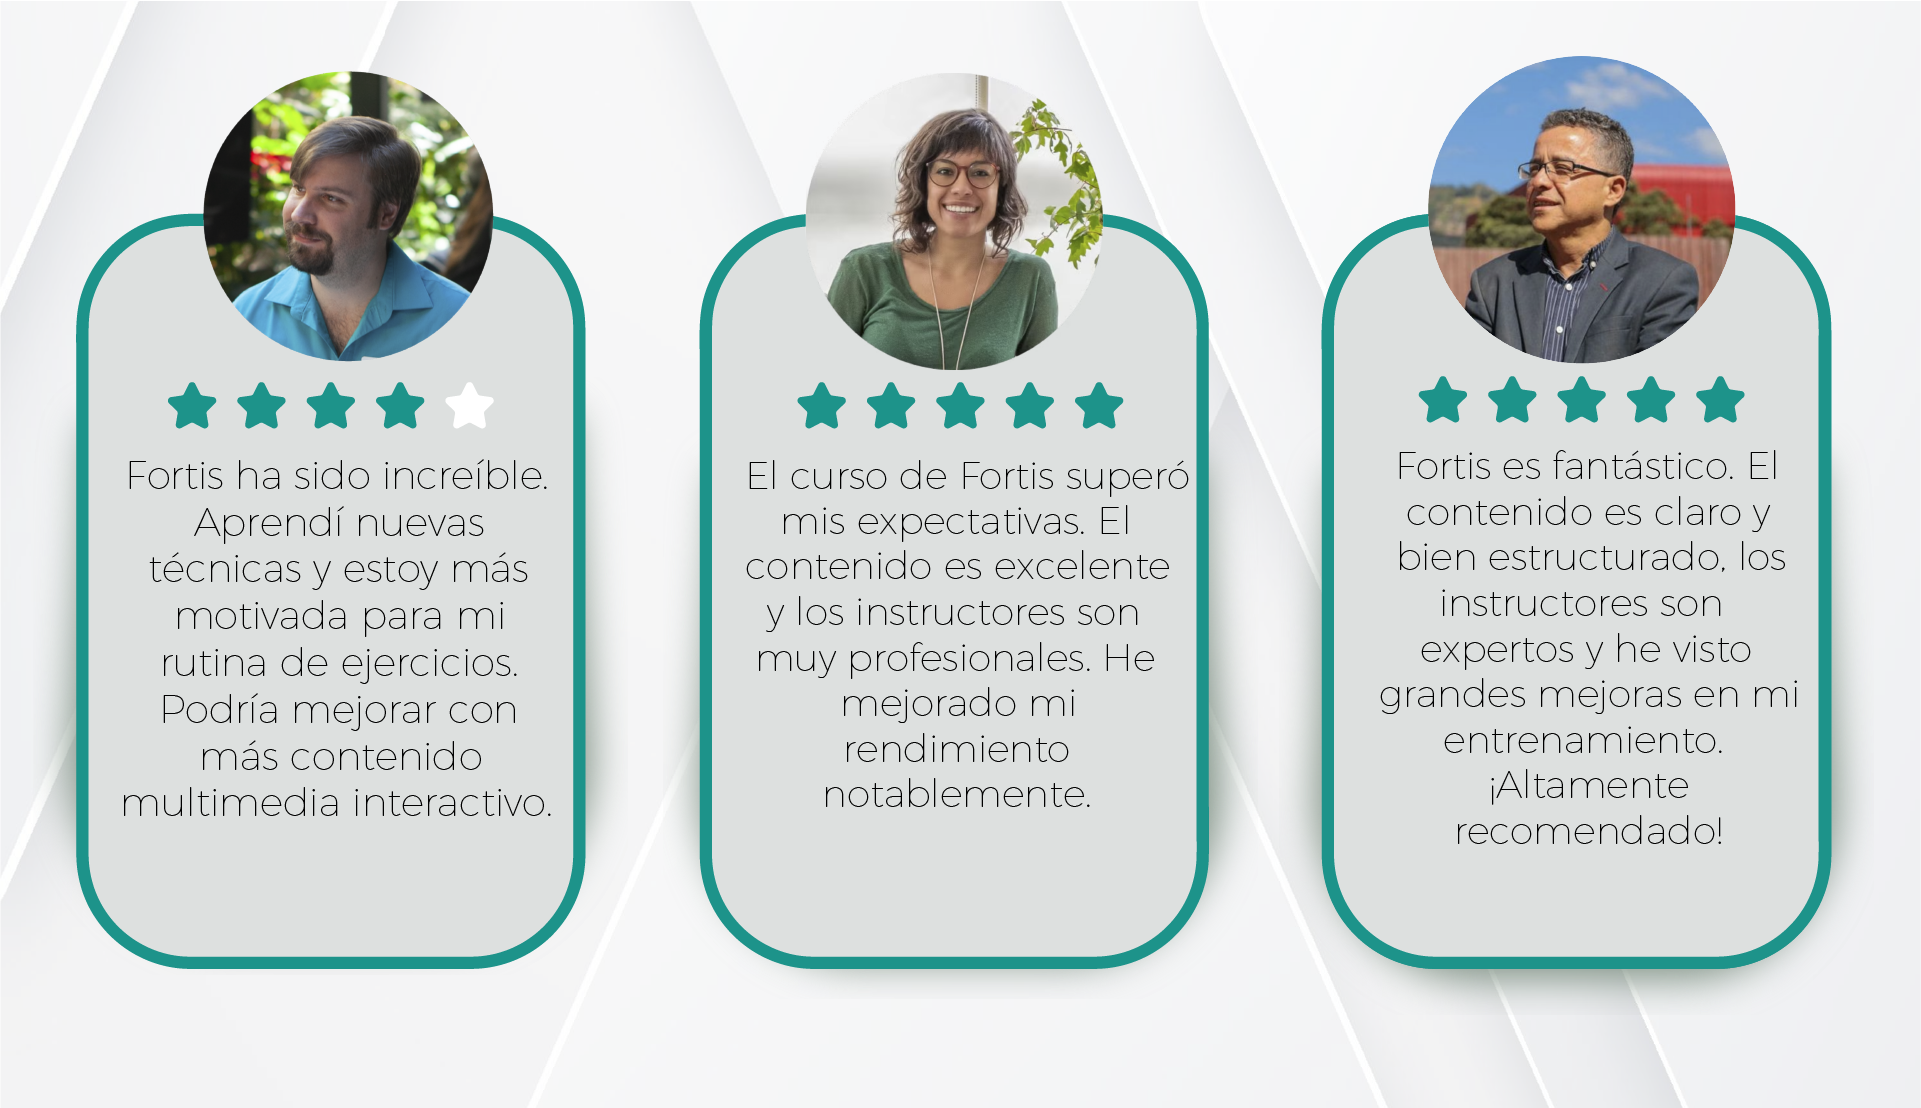 Fortis ha sido increíble.
Aprendí nuevas
técnicas y estoy más
motivada para mi
rutina de ejercicios.
Podría mejorar con
más contenido
multimedia interactivo.
El curso de Fortis superó
mis expectativas. El
contenido es excelente
y los instructores son
muy profesionales. He
mejorado mi
rendimiento
notablemente.
Fortis es fantástico. El
contenido es claro y
bien estructurado, los
instructores son
expertos y he visto
grandes mejoras en mi
entrenamiento.
¡Altamente
recomendado!